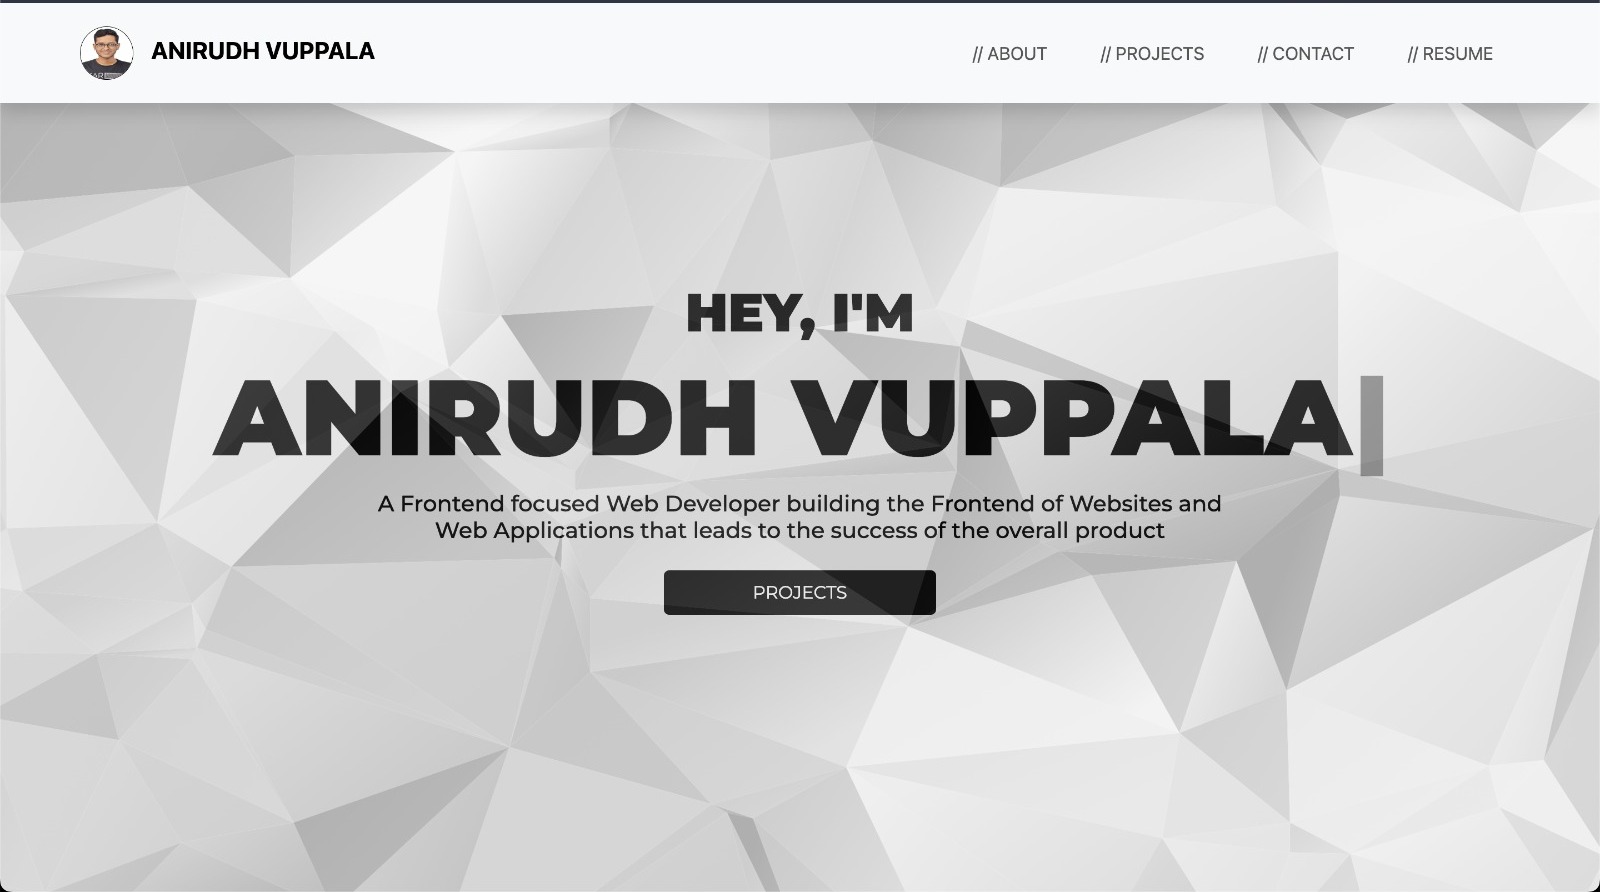 ANIRUDH VUPPALA
// ABOUT
// PROJECTS
// CONTACT
// RESUME
HEY, I'M
ANIRUDH VUPPALA
A Frontend focused Web Developer building the Frontend of Websites and
Web Applications that leads to the success of the overall product
PROJECTS